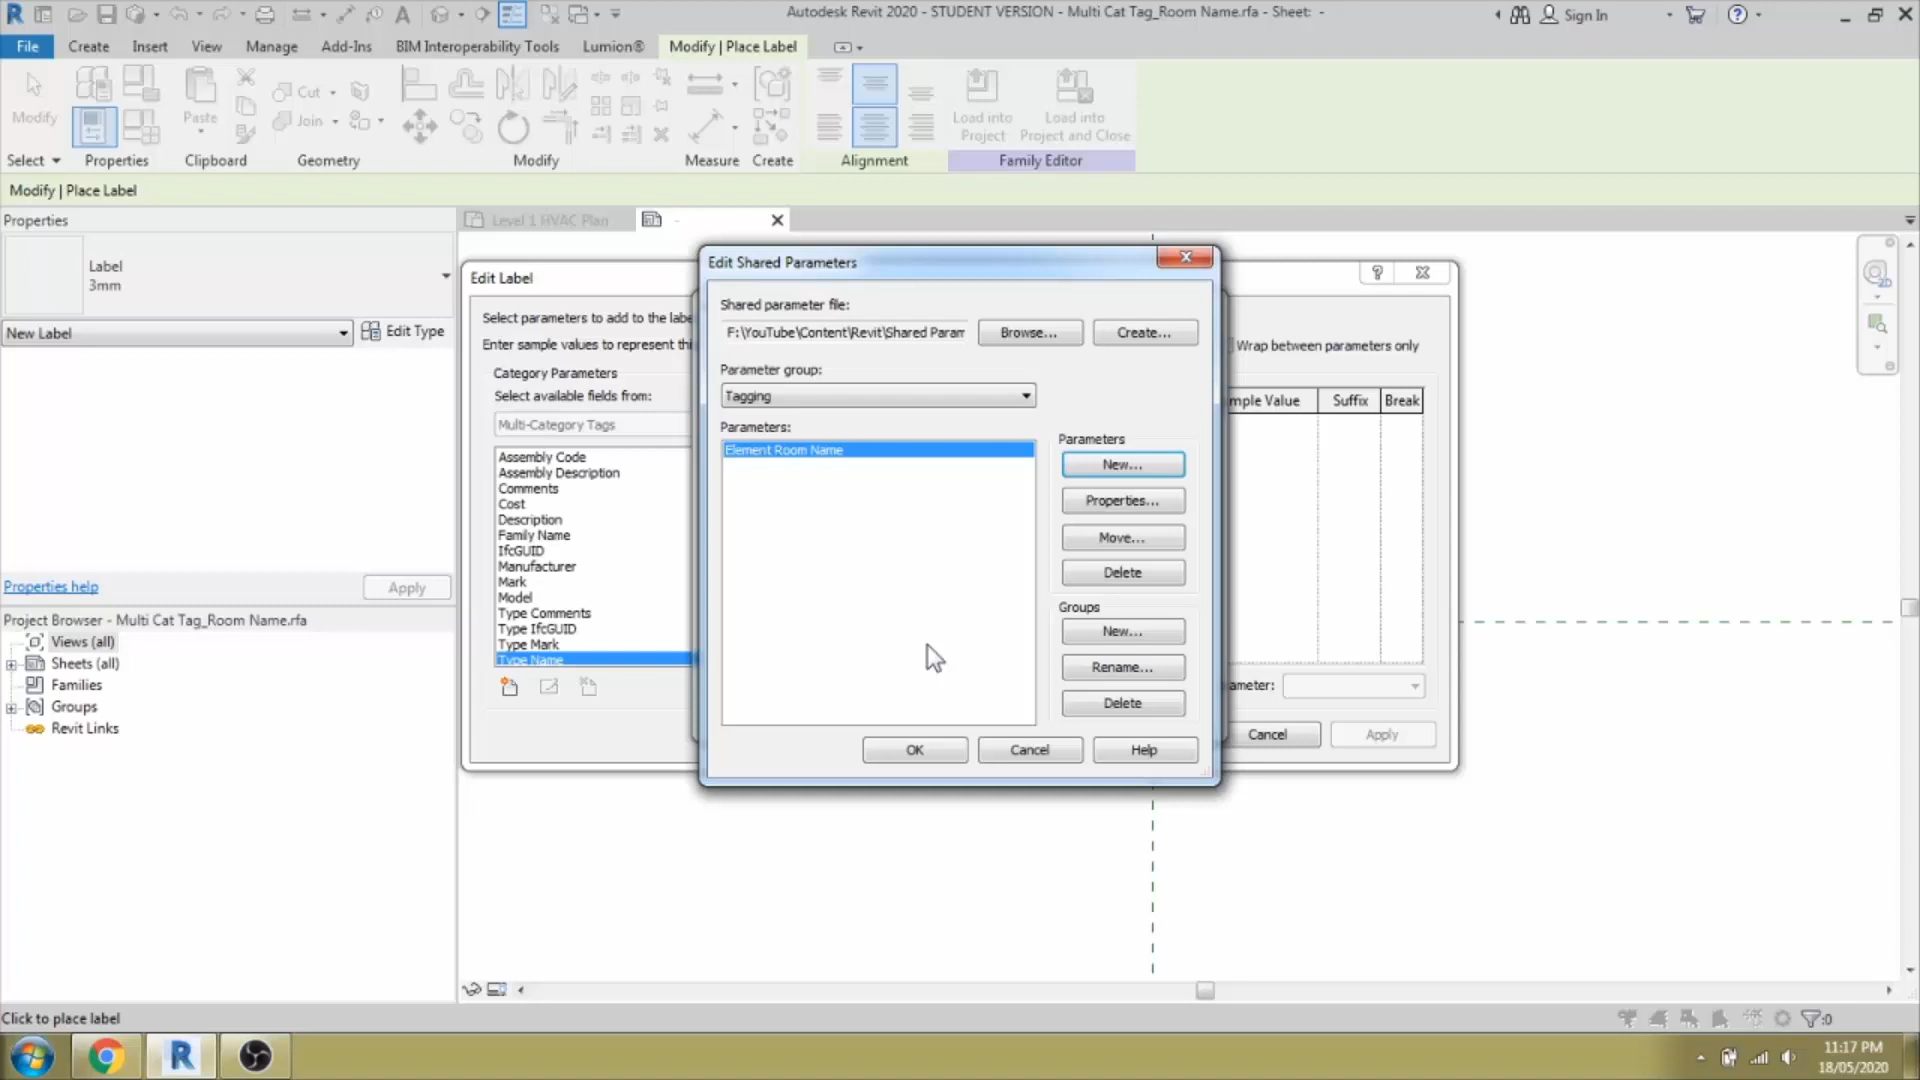 Autodesk Revit 2020 - STUDENT VERSION - Multi Cat Tag_Room Name.rfa - Sheet: -
Sign In
File Create Insert View Manage Add-Ins BIM Interoperability Tools Lumion® Modify | Place Label
Modify
Paste
Cut
Join
Load into Project
Load into Project and Close
Select Properties Clipboard Geometry Modify Measure Create Alignment Family Editor
Modify | Place Label
Properties
Label
3mm
New Label
Edit Type
Properties help
Apply
Project Browser - Multi Cat Tag_Room Name.rfa
Views (all)
Sheets (all)
Families
Groups
Revit Links
Level 1 HVAC Plan
-
Edit Label
Select parameters to add to the labe
Enter sample values to represent thi
Category Parameters
Select available fields from:
Multi-Category Tags
Assembly Code
Assembly Description
Comments
Cost
Description
Family Name
IfcGUID
Manufacturer
Mark
Model
Type Comments
Type IfcGUID
Type Mark
Type Name
Edit Shared Parameters
Shared parameter file:
F:\YouTube\Content\Revit\Shared Param
Browse...
Create...
Parameter group:
Tagging
Parameters:
Element Room Name
Parameters
New...
Properties...
Move...
Delete
Groups
New...
Rename...
Delete
OK
Cancel
Help
Wrap between parameters only
mple Value Suffix Break
ameter:
Cancel
Apply
2D
Click to place label
:0
11:17 PM
18/05/2020